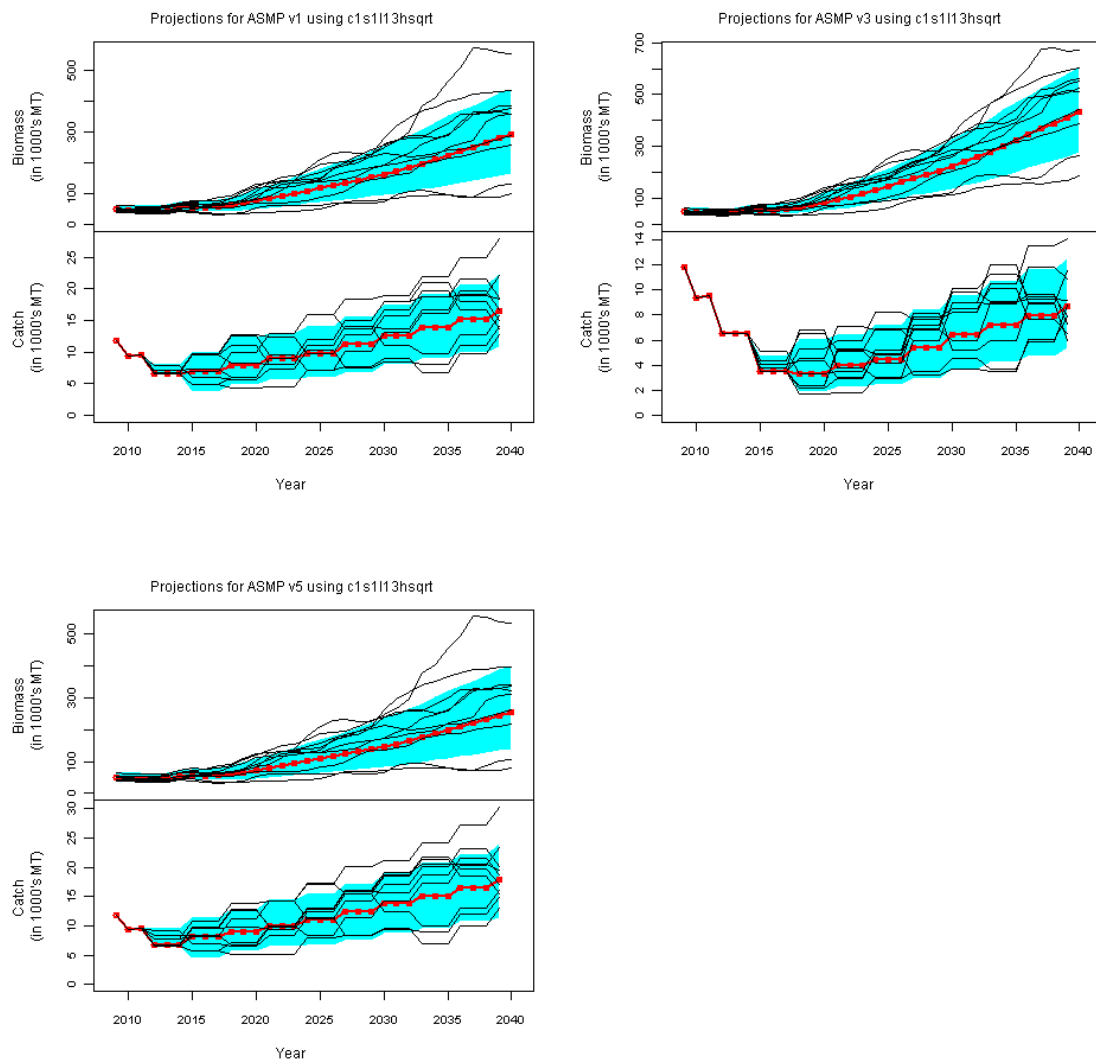 Projections for ASMP v1 using c1s1l13hsqrt
Biomass
(in 1000's MT)
500
300
100
0
Catch
(in 1000's MT)
25
20
15
10
5
0
2010 2015 2020 2025 2030 2035 2040
Year
Projections for ASMP v3 using c1s1l13hsqrt
Biomass
(in 1000's MT)
700
500
400
300
200
100
0
Catch
(in 1000's MT)
14
12
10
8
6
4
2
0
2010 2015 2020 2025 2030 2035 2040
Year
Projections for ASMP v5 using c1s1l13hsqrt
Biomass
(in 1000's MT)
500
300
100
0
Catch
(in 1000's MT)
30
25
20
15
10
5
0
2010 2015 2020 2025 2030 2035 2040
Year